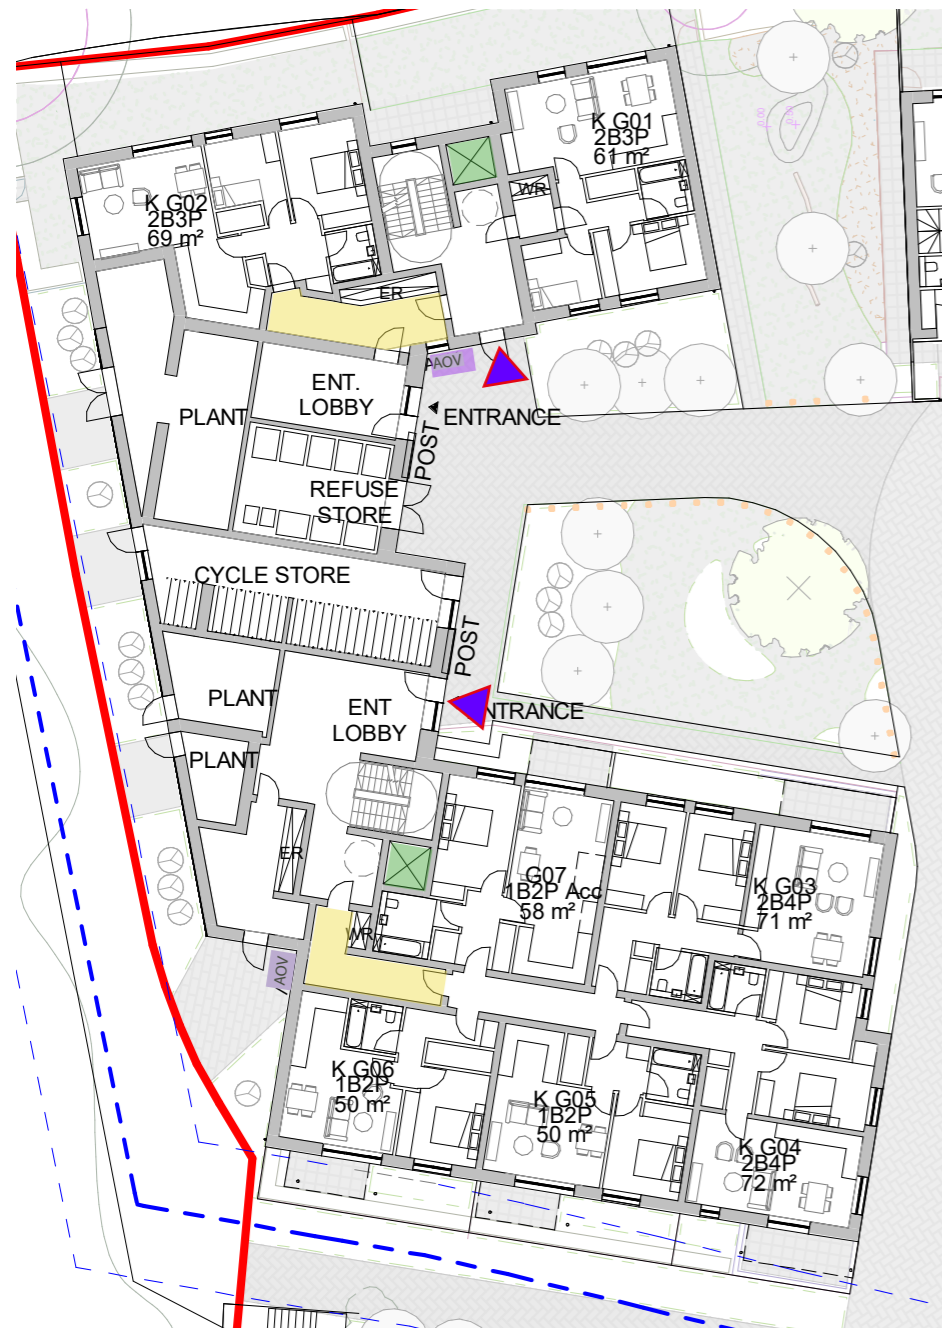 K G01
2B3P
61 m²
WR
K G02
2B3P
69 m²
ER
AOV
ENT.
LOBBY
PLANT
POST
ENTRANCE
REFUSE
STORE
CYCLE STORE
POST
PLANT
ENT
LOBBY
NTRANCE
PLANT
ER
G07
1B2P Acc
58 m²
K G03
2B4P
71 m²
WR
AOV
K G06
1B2P
50 m²
K G05
1B2P
50 m²
K G04
2B4P
72 m²